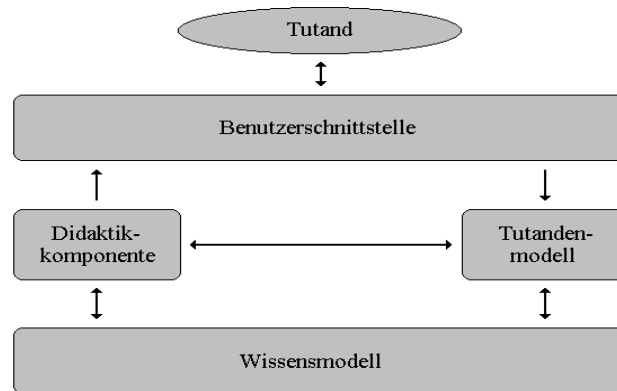 Tutand
Benutzerschnittstelle
Didaktik-
komponente
Tutanden-
modell
Wissensmodell